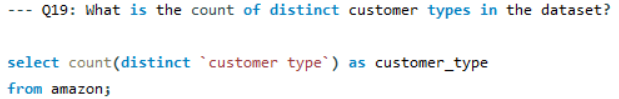 --- Q19: What is the count of distinct customer types in the dataset?
select count(distinct `customer type`) as customer_type
from amazon;